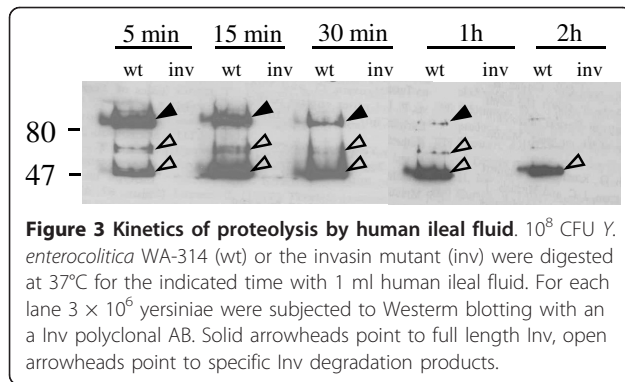 5 min 15 min 30 min 1h 2h
wt inv wt inv wt inv wt inv wt inv
80
47
Figure 3 Kinetics of proteolysis by human ileal fluid. 10⁸ CFU Y.
enterocolitica WA-314 (wt) or the invasin mutant (inv) were digested
at 37°C for the indicated time with 1 ml human ileal fluid. For each
lane 3 × 10⁶ yersiniae were subjected to Westerm blotting with an
a Inv polyclonal AB. Solid arrowheads point to full length Inv, open
arrowheads point to specific Inv degradation products.